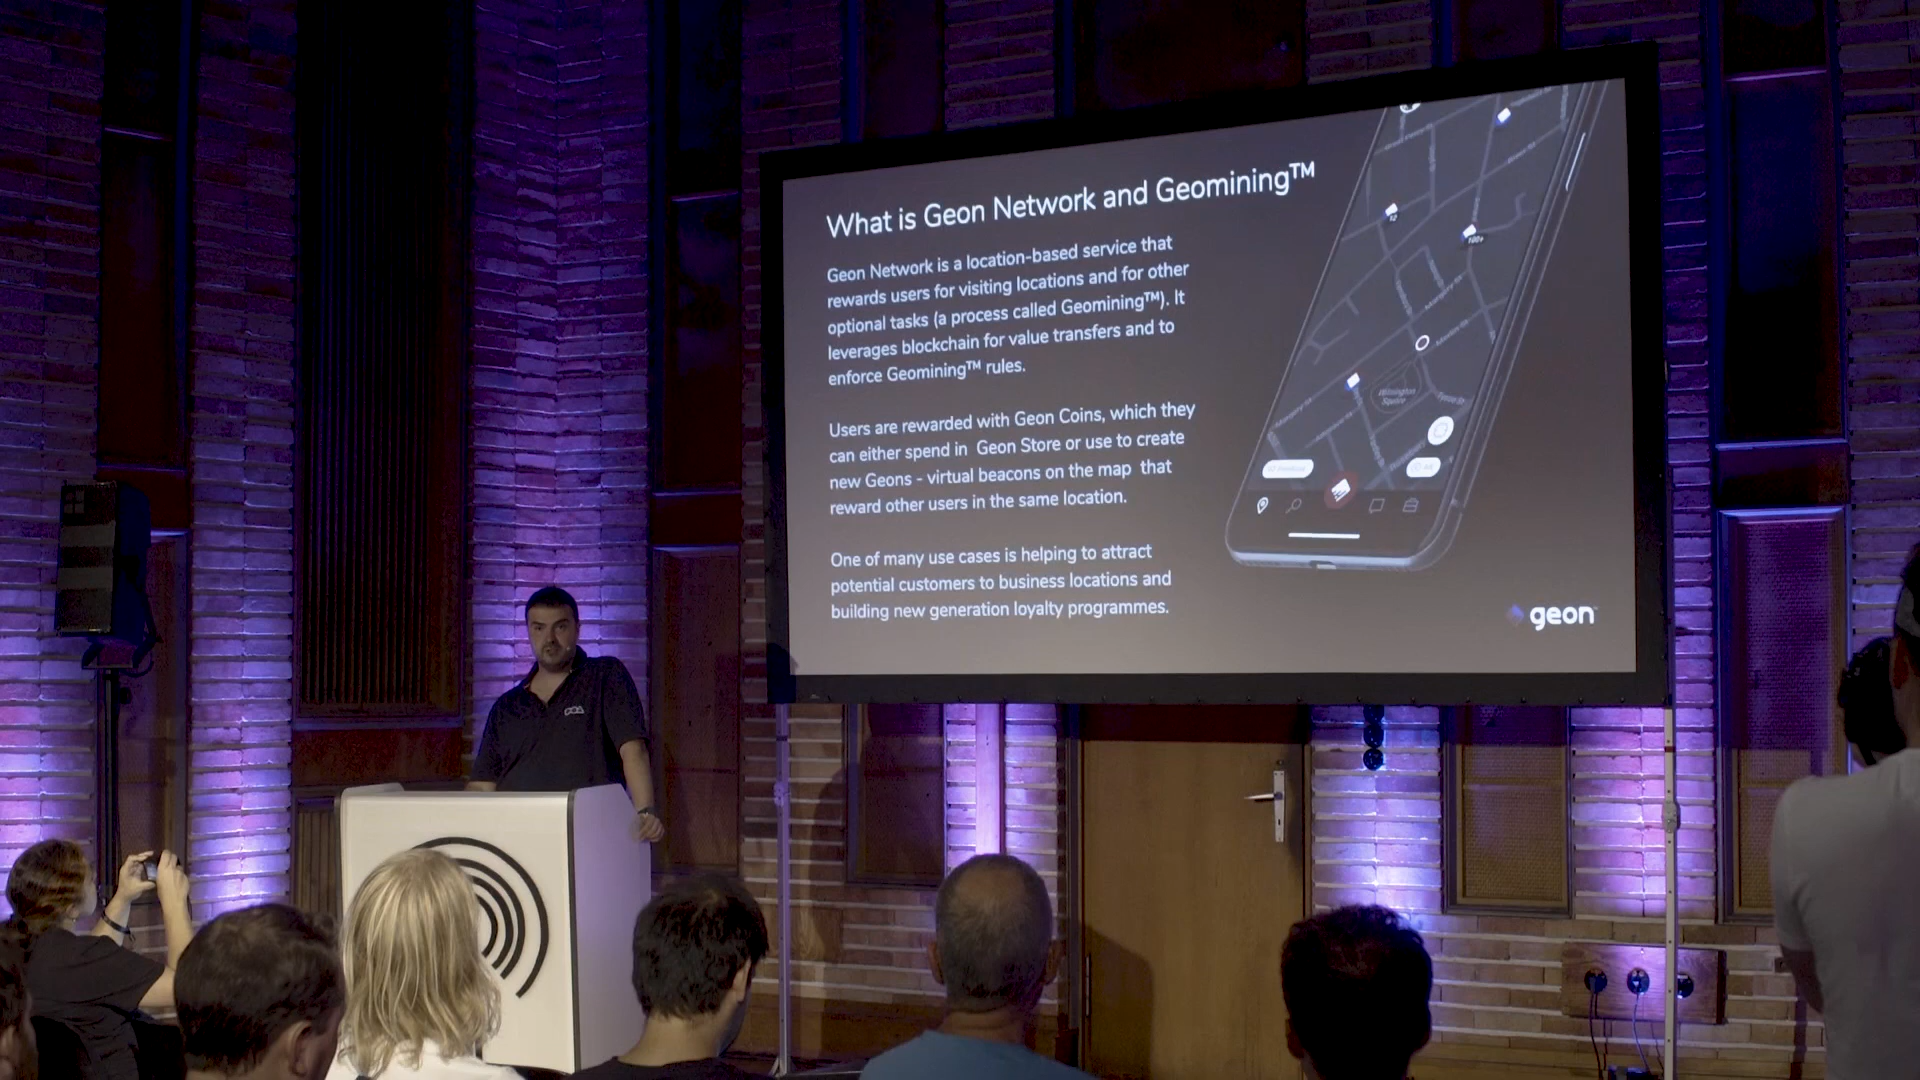 What is Geon Network and Geomining™
Geon Network is a location-based service that
rewards users for visiting locations and for other
optional tasks (a process called Geomining™). It
leverages blockchain for value transfers and to
enforce Geomining™ rules.
Users are rewarded with Geon Coins, which they
can either spend in Geon Store or use to create
new Geons - virtual beacons on the map that
reward other users in the same location.
One of many use cases is helping to attract
potential customers to business locations and
building new generation loyalty programmes.
Wilmington
Square
geon